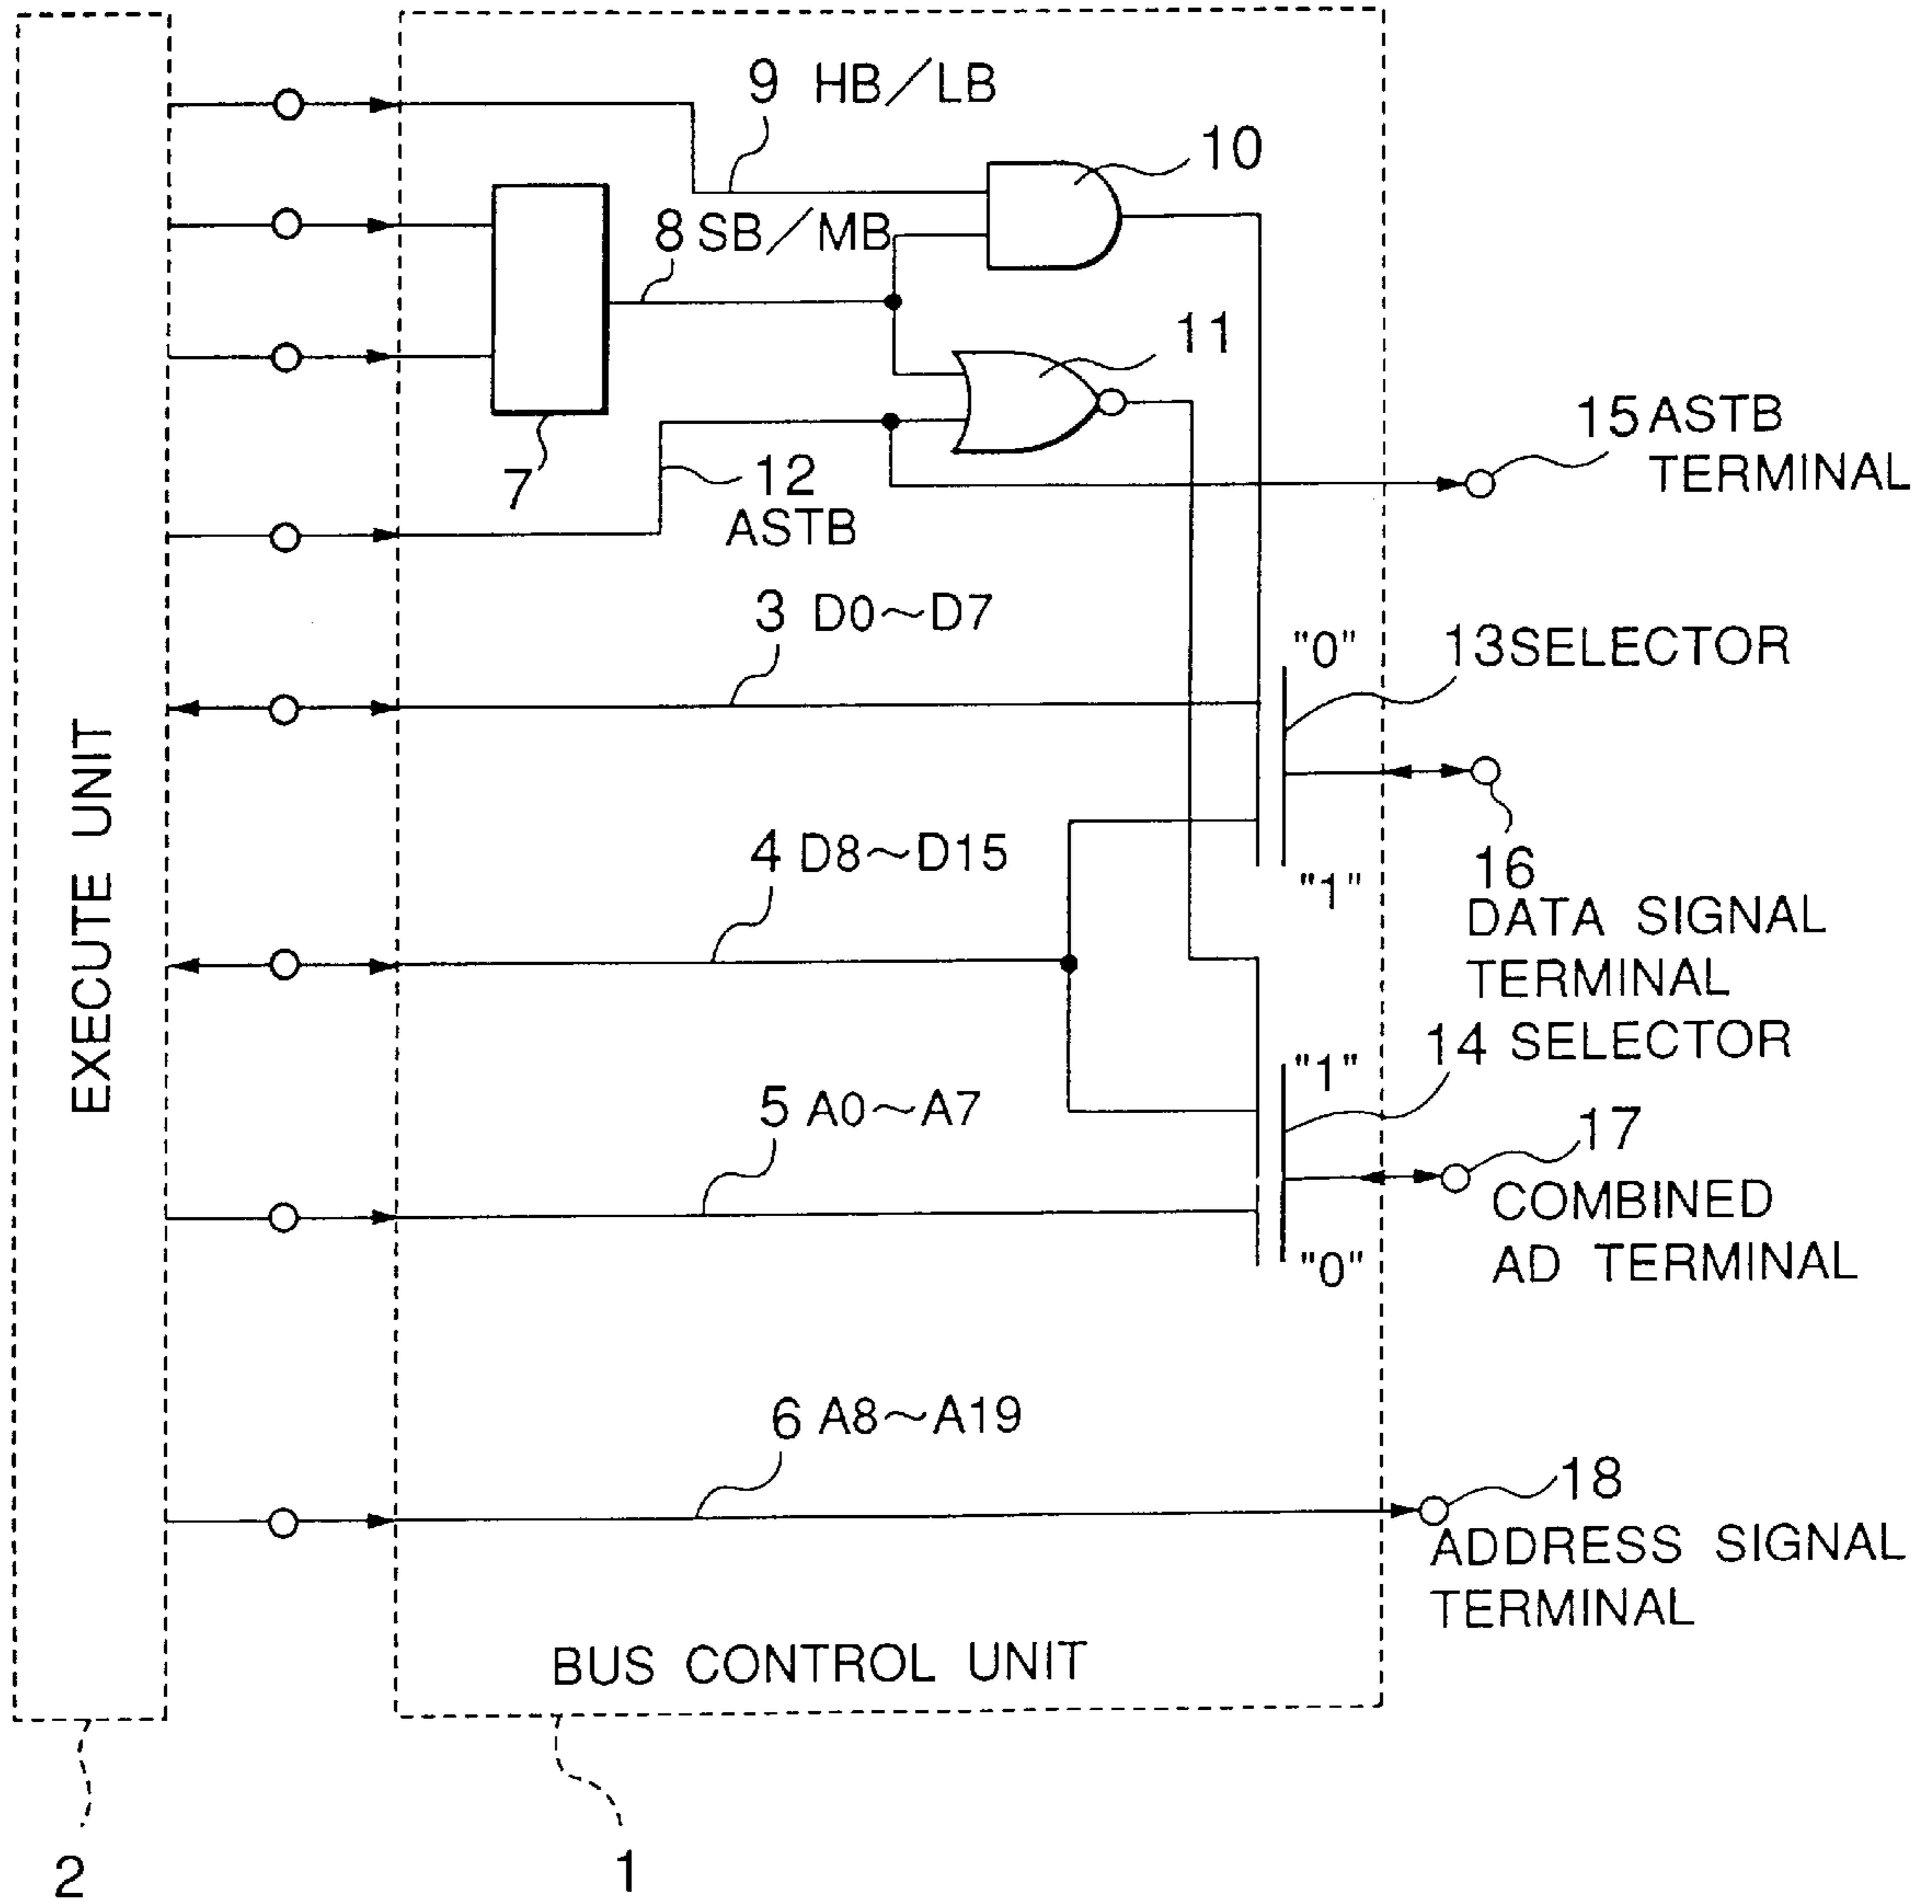 9 HB/LB
10
8 SB/MB
11
7
12
ASTB
15 ASTB
TERMINAL
3 D0~D7
"0"
13 SELECTOR
4 D8~D15
"1"
16
DATA SIGNAL
TERMINAL
EXECUTE UNIT
"1"
14 SELECTOR
5 A0~A7
17
COMBINED
AD TERMINAL
"0"
6 A8~A19
18
ADDRESS SIGNAL
TERMINAL
BUS CONTROL UNIT
2
1